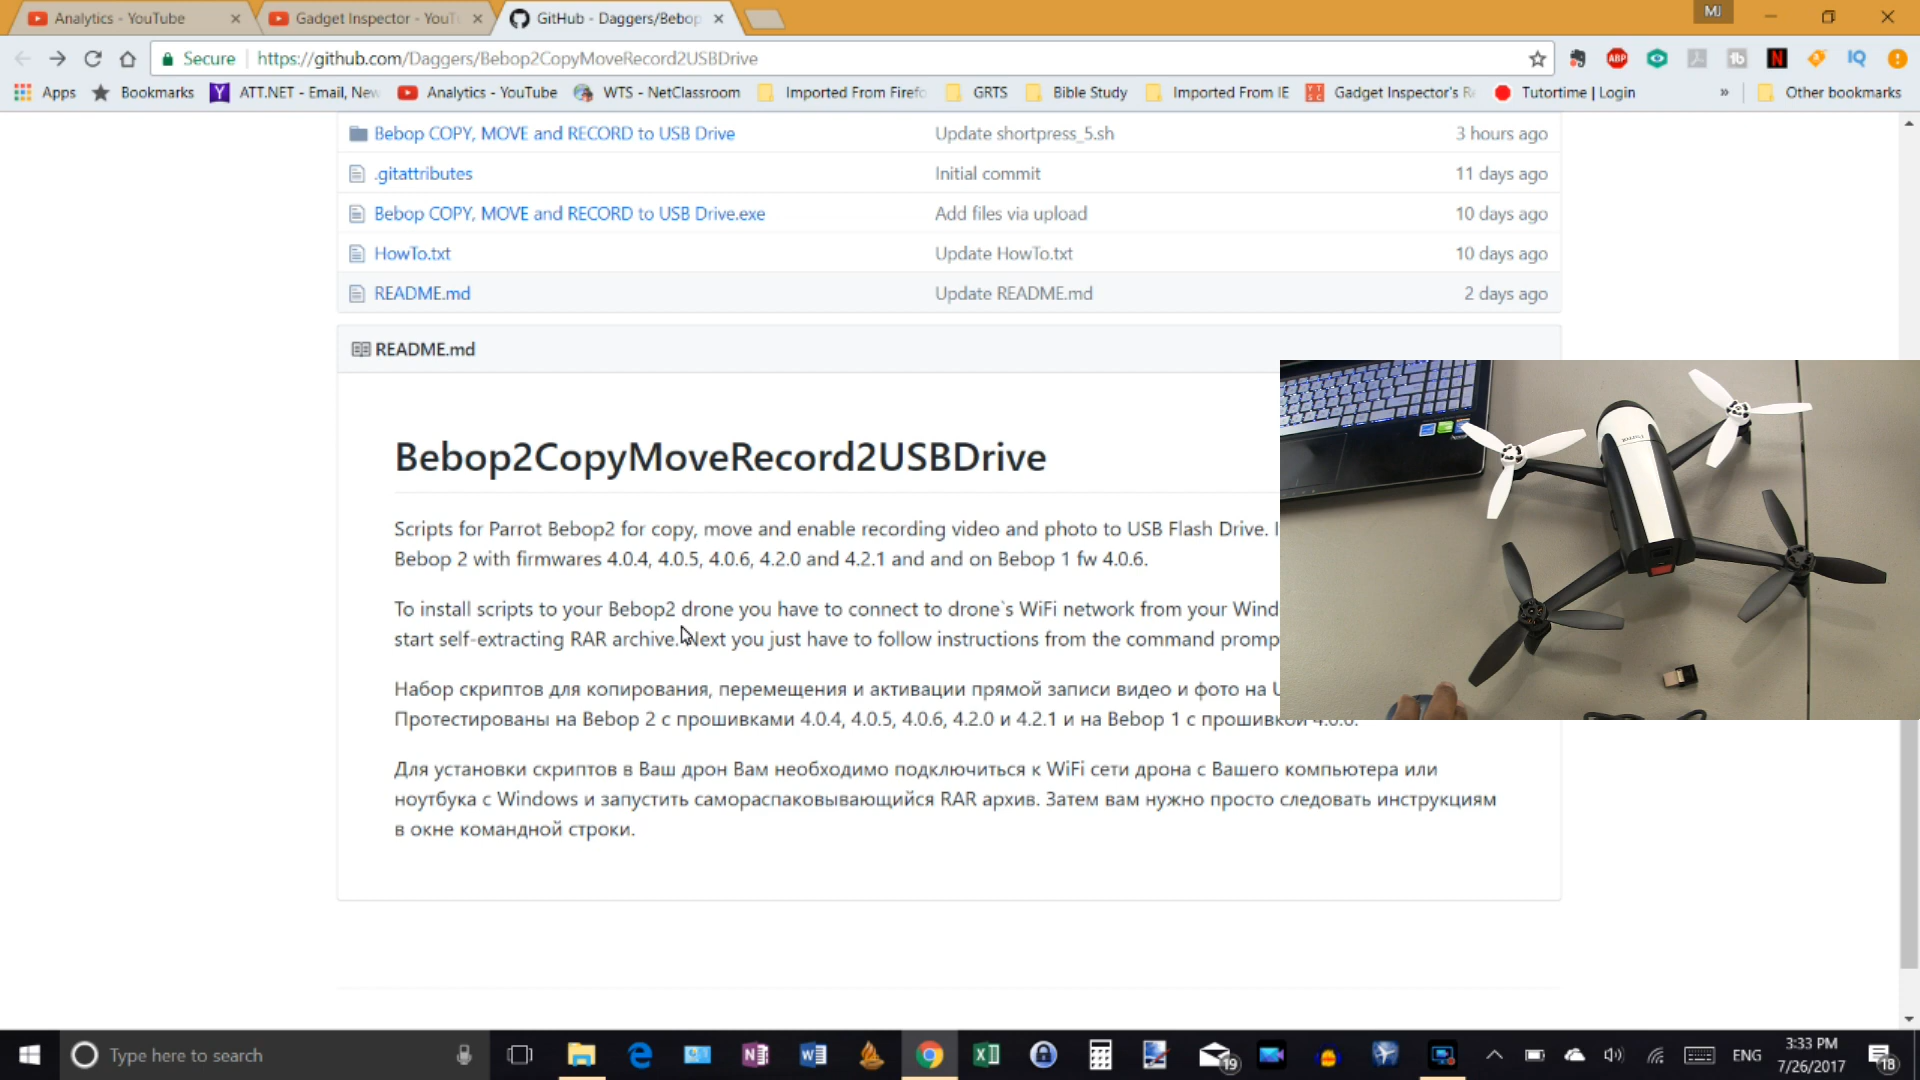 Analytics - YouTube
Gadget Inspector - YouT
GitHub - Daggers/Bebop
MJ
Secure
https://github.com/Daggers/Bebop2CopyMoveRecord2USBDrive
ABP
IQ
Apps
Bookmarks
ATT.NET - Email, New
Analytics - YouTube
WTS - NetClassroom
Imported From Firefo
GRTS
Bible Study
Imported From IE
Gadget Inspector's R
Tutortime | Login
»
Other bookmarks
Bebop COPY, MOVE and RECORD to USB Drive
Update shortpress_5.sh
3 hours ago
.gitattributes
Initial commit
11 days ago
Bebop COPY, MOVE and RECORD to USB Drive.exe
Add files via upload
10 days ago
HowTo.txt
Update HowTo.txt
10 days ago
README.md
Update README.md
2 days ago
README.md
Bebop2CopyMoveRecord2USBDrive
Scripts for Parrot Bebop2 for copy, move and enable recording video and photo to USB Flash Drive.
Bebop 2 with firmwares 4.0.4, 4.0.5, 4.0.6, 4.2.0 and 4.2.1 and and on Bebop 1 fw 4.0.6.
To install scripts to your Bebop2 drone you have to connect to drone`s WiFi network from your Wind
start self-extracting RAR archive. Next you just have to follow instructions from the command promp
Набор скриптов для копирования, перемещения и активации прямой записи видео и фото на U
Протестированы на Bebop 2 с прошивками 4.0.4, 4.0.5, 4.0.6, 4.2.0 и 4.2.1 и на Bebop 1 с прошивкой 4.0.6.
Для установки скриптов в Ваш дрон Вам необходимо подключиться к WiFi сети дрона с Вашего компьютера или
ноутбука с Windows и запустить самораспаковывающийся RAR архив. Затем вам нужно просто следовать инструкциям
в окне командной строки.
Type here to search
19
ENG
3:33 PM
7/26/2017
18